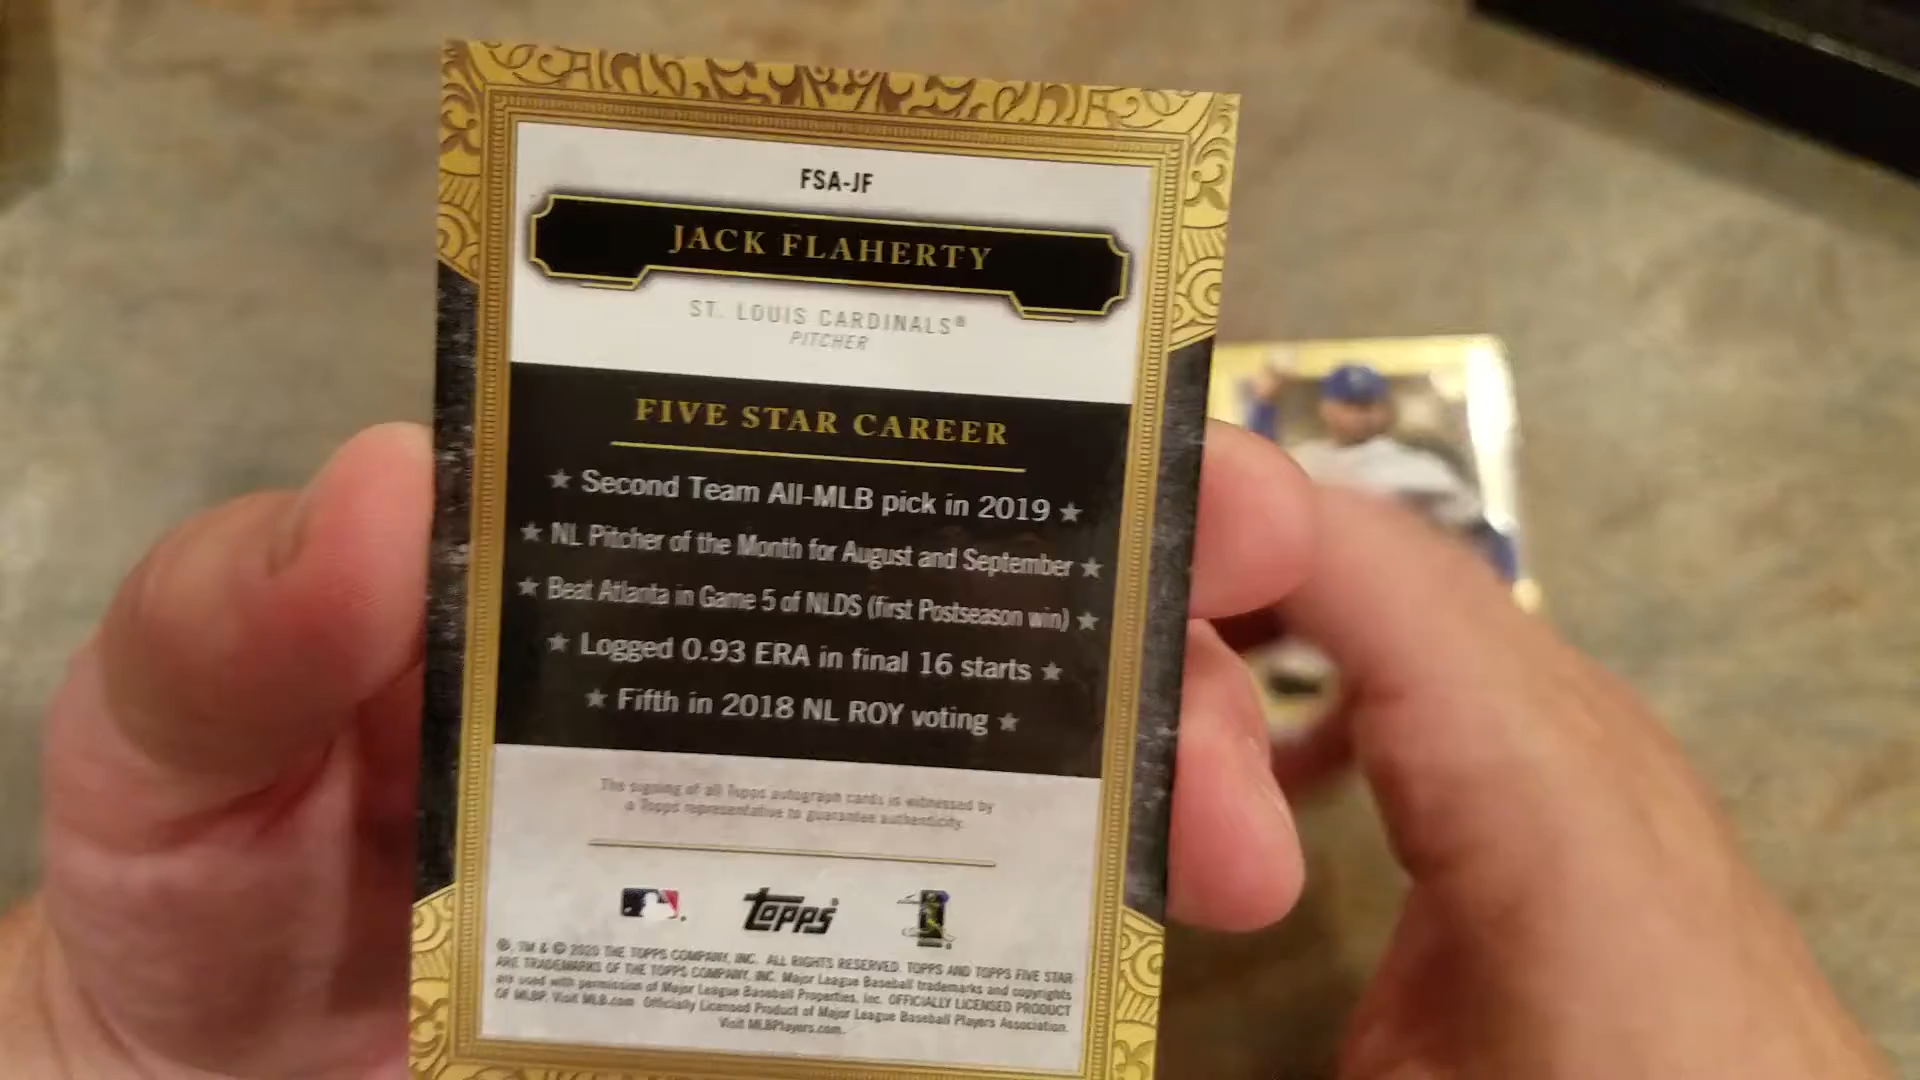 FSA-JF
JACK FLAHERTY
ST. LOUIS CARDINALS®
PITCHER
FIVE STAR CAREER
★ Second Team All-MLB pick in 2019 ★
★ NL Pitcher of the Month for August and September ★
★ Beat Atlanta in Game 5 of NLDS (first Postseason win) ★
★ Logged 0.93 ERA in final 16 starts ★
★ Fifth in 2018 NL ROY voting ★
The signing of all Topps autograph cards is witnessed by
a Topps representative to guarantee authenticity.
topps®
®, TM & © 2020 THE TOPPS COMPANY, INC. ALL RIGHTS RESERVED. TOPPS AND TOPPS FIVE STAR
ARE TRADEMARKS OF THE TOPPS COMPANY, INC. Major League Baseball trademarks and copyrights
are used with permission of Major League Baseball Properties, Inc. OFFICIALLY LICENSED PRODUCT
OF MLBP. Visit MLB.com Officially Licensed Product of Major League Baseball Players Association.
Visit MLBPlayers.com.